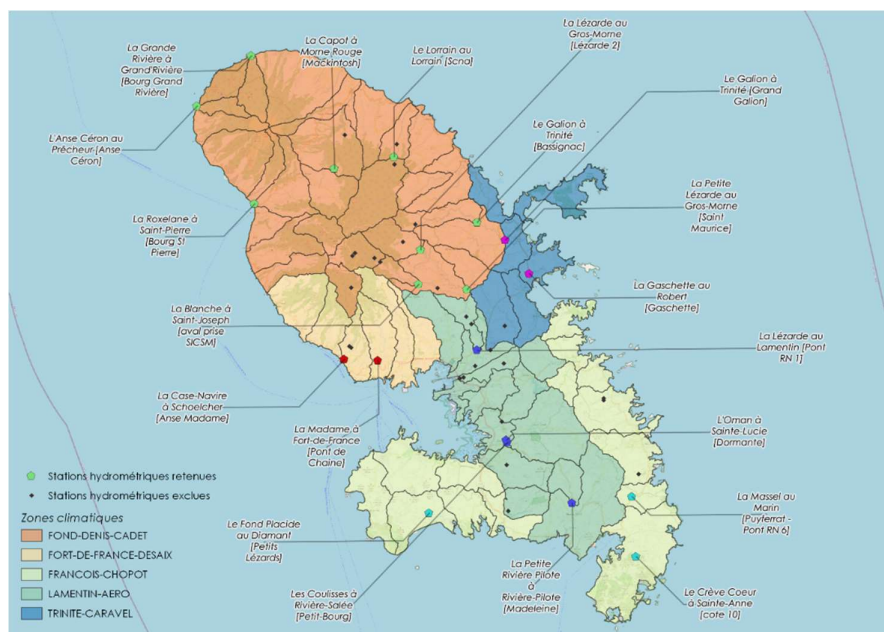 La Grande
Rivière à
Grand'Rivière
[Bourg Grand
Rivière]
La Capot à
Morne Rouge
[Mackintosh]
Le Lorrain au
Lorrain [Scna]
La Lézarde au
Gros-Morne
[Lézarde 2]
Le Galion à
Trinité [Grand
Galion]
L'Anse Céron au
Prêcheur [Anse
Céron]
Le Galion à
Trinité
[Bassignac]
La Petite
Lézarde au
Gros-Morne
[Saint
Maurice]
La Roxelane à
Saint-Pierre
[Bourg St
Pierre]
La Gaschette au
Robert
[Gaschette]
La Blanche à
Saint-Joseph
[aval prise
SICSM]
La Lézarde au
Lamentin [Pont
RN 1]
La Case-Navire
à Schoelcher
[Anse Madame]
La Madame à
Fort-de-France
[Pont de
Chaine]
L'Oman à
Sainte-Lucie
[Dormante]
Stations hydrométriques retenues
Stations hydrométriques exclues
Zones climatiques
FOND-DENIS-CADET
FORT-DE-FRANCE-DESAIX
FRANCOIS-CHOPOT
LAMENTIN-AERO
TRINITE-CARAVEL
Le Fond Placide
au Diamant
[Petits
Lézards]
Les Coulisses à
Rivière-Salée
[Petit-Bourg]
La Petite
Rivière Pilote
à
Rivière-Pilote
[Madeleine]
La Massel au
Marin
[Puyferrat -
Pont RN 6]
Le Crève Coeur
à Sainte-Anne
[cote 10]